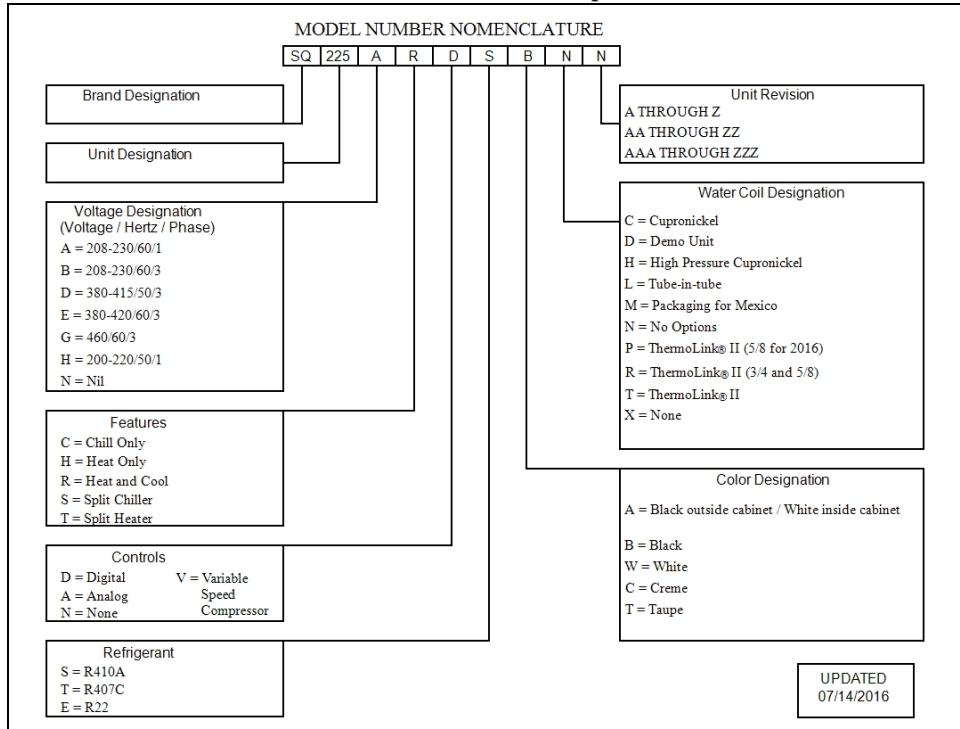 MODEL NUMBER NOMENCLATURE
SQ 225 A R D S B N N
Brand Designation
Unit Designation
Voltage Designation
(Voltage / Hertz / Phase)
A = 208-230/60/1
B = 208-230/60/3
D = 380-415/50/3
E = 380-420/60/3
G = 460/60/3
H = 200-220/50/1
N = Nil
Features
C = Chill Only
H = Heat Only
R = Heat and Cool
S = Split Chiller
T = Split Heater
Controls
D = Digital
A = Analog
N = None
V = Variable
Speed
Compressor
Refrigerant
S = R410A
T = R407C
E = R22
Unit Revision
A THROUGH Z
AA THROUGH ZZ
AAA THROUGH ZZZ
Water Coil Designation
C = Cupronickel
D = Demo Unit
H = High Pressure Cupronickel
L = Tube-in-tube
M = Packaging for Mexico
N = No Options
P = ThermoLink® II (5/8 for 2016)
R = ThermoLink® II (3/4 and 5/8)
T = ThermoLink® II
X = None
Color Designation
A = Black outside cabinet / White inside cabinet
B = Black
W = White
C = Creme
T = Taupe
UPDATED
07/14/2016